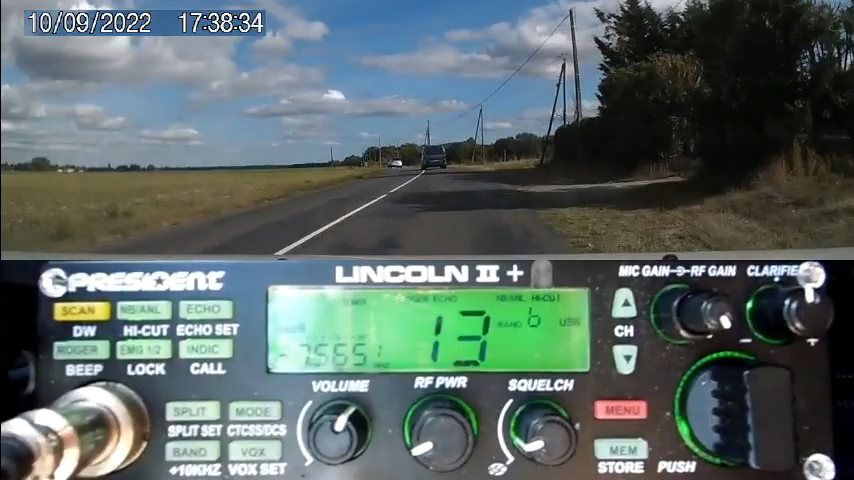 10/09/2022 17:38:34
PRESIDENT LINCOLN II + MIC GAIN RF GAIN CLARIFIER
SCAN NB/ANL ECHO
DW HI-CUT ECHO SET
ROGER EMG 1/2 INDIC
BEEP LOCK CALL
ECHO NB/ANL HI-CUT
13 BAND b USB
CH
VOLUME RF PWR SQUELCH
SPLIT MODE
SPLIT SET CTCSS/DCS
BAND VOX
+10KHZ VOX SET
MENU
MEM
STORE PUSH